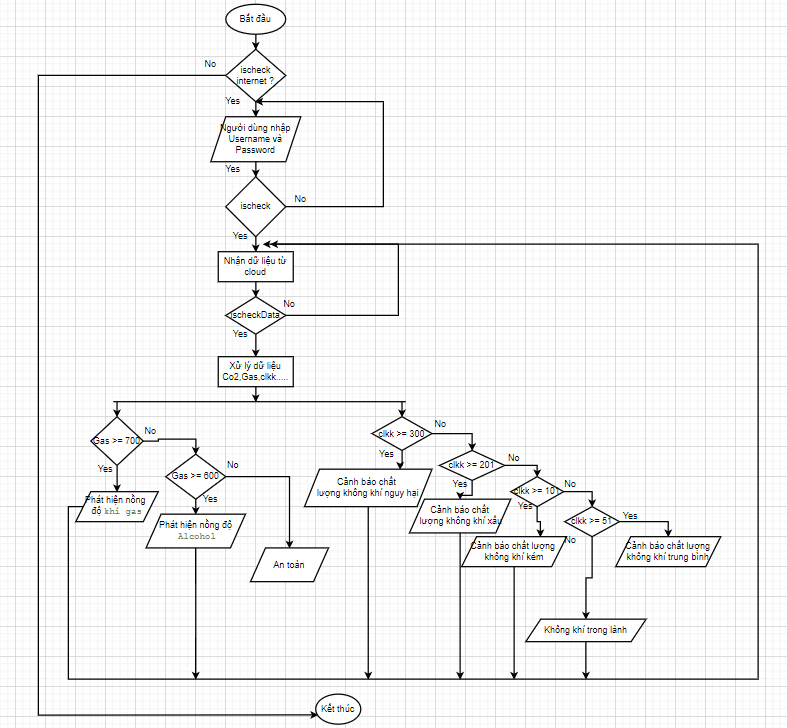 Bắt đầu
No
ischeck
internet ?
Yes
Người dùng nhập
Username và
Password
Yes
ischeck
No
Yes
Nhận dữ liệu từ
cloud
ischeckData
No
Yes
Xử lý dữ liệu
Co2,Gas,clkk.....
Gas >= 700
No
Yes
Gas >= 600
No
Yes
Phát hiện nồng
độ khí gas
Phát hiện nồng độ
Alcohol
An toàn
clkk >= 300
No
Yes
clkk >= 201
No
Yes
clkk >= 101
No
Yes
clkk >= 51
Yes
No
Cảnh báo chất
lượng không khí nguy hại
Cảnh báo chất
lượng không khí xấu
Cảnh báo chất lượng
không khí kém
Cảnh báo chất lượng
không khí trung bình
Không khí trong lành
Kết thúc